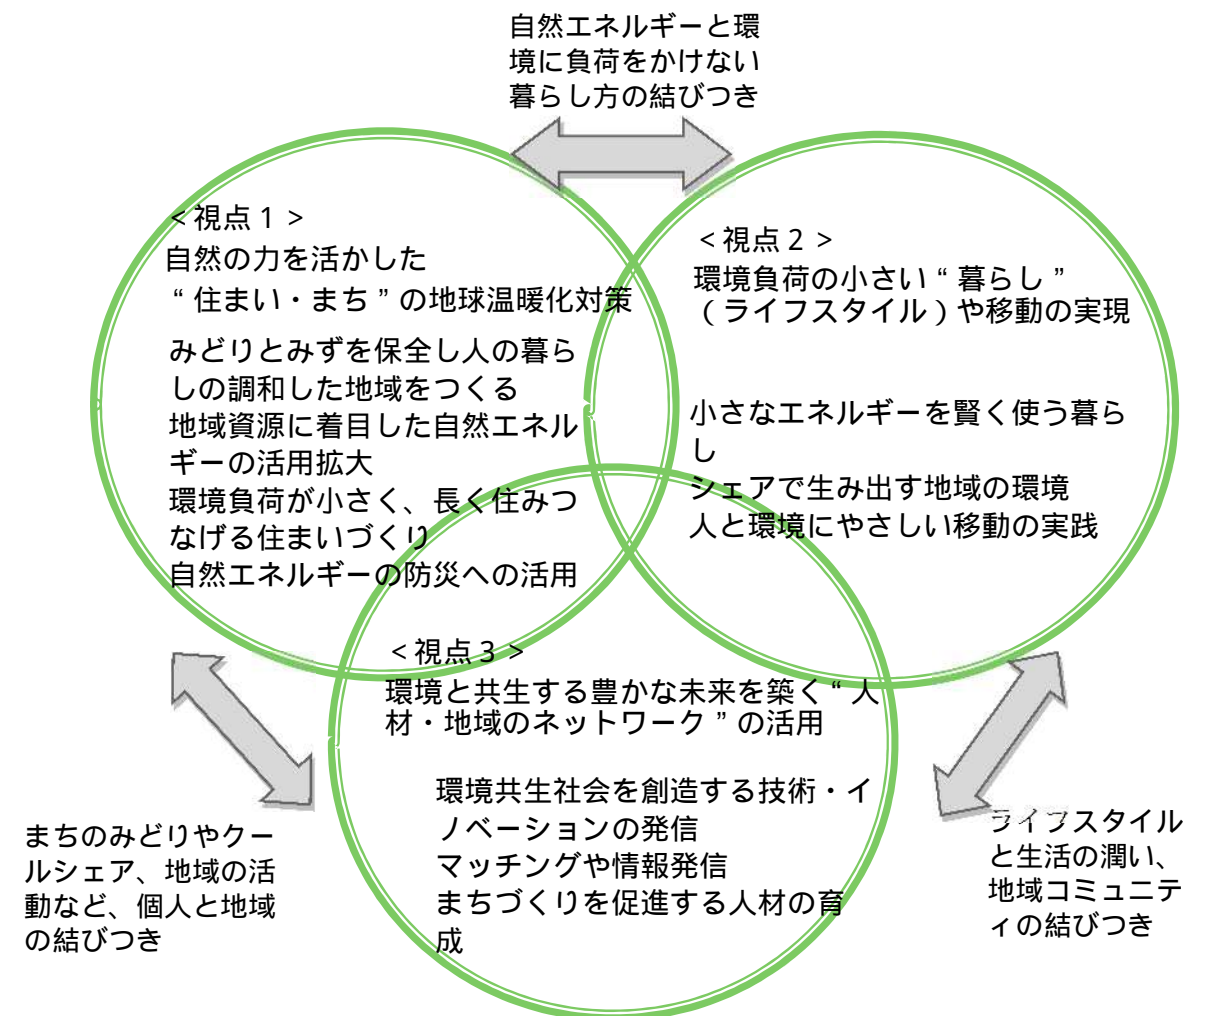 自然エネルギーと環
境に負荷をかけない
暮らし方の結びつき
<視点1>
自然の力を活かした
“住まい・まち”の地球温暖化対策
みどりとみずを保全し人の暮ら
しの調和した地域をつくる
地域資源に着目した自然エネル
ギーの活用拡大
環境負荷が小さく、長く住みつ
なげる住まいづくり
自然エネルギーの防災への活用
<視点2>
環境負荷の小さい“暮らし”
(ライフスタイル)や移動の実現
小さなエネルギーを賢く使う暮ら
し
シェアで生み出す地域の環境
人と環境にやさしい移動の実践
<視点3>
環境と共生する豊かな未来を築く“人
材・地域のネットワーク”の活用
環境共生社会を創造する技術・イ
ノベーションの発信
マッチングや情報発信
まちづくりを促進する人材の育
成
まちのみどりやクー
ルシェア、地域の活
動など、個人と地域
の結びつき
ライフスタイル
と生活の潤い、
地域コミュニテ
ィの結びつき